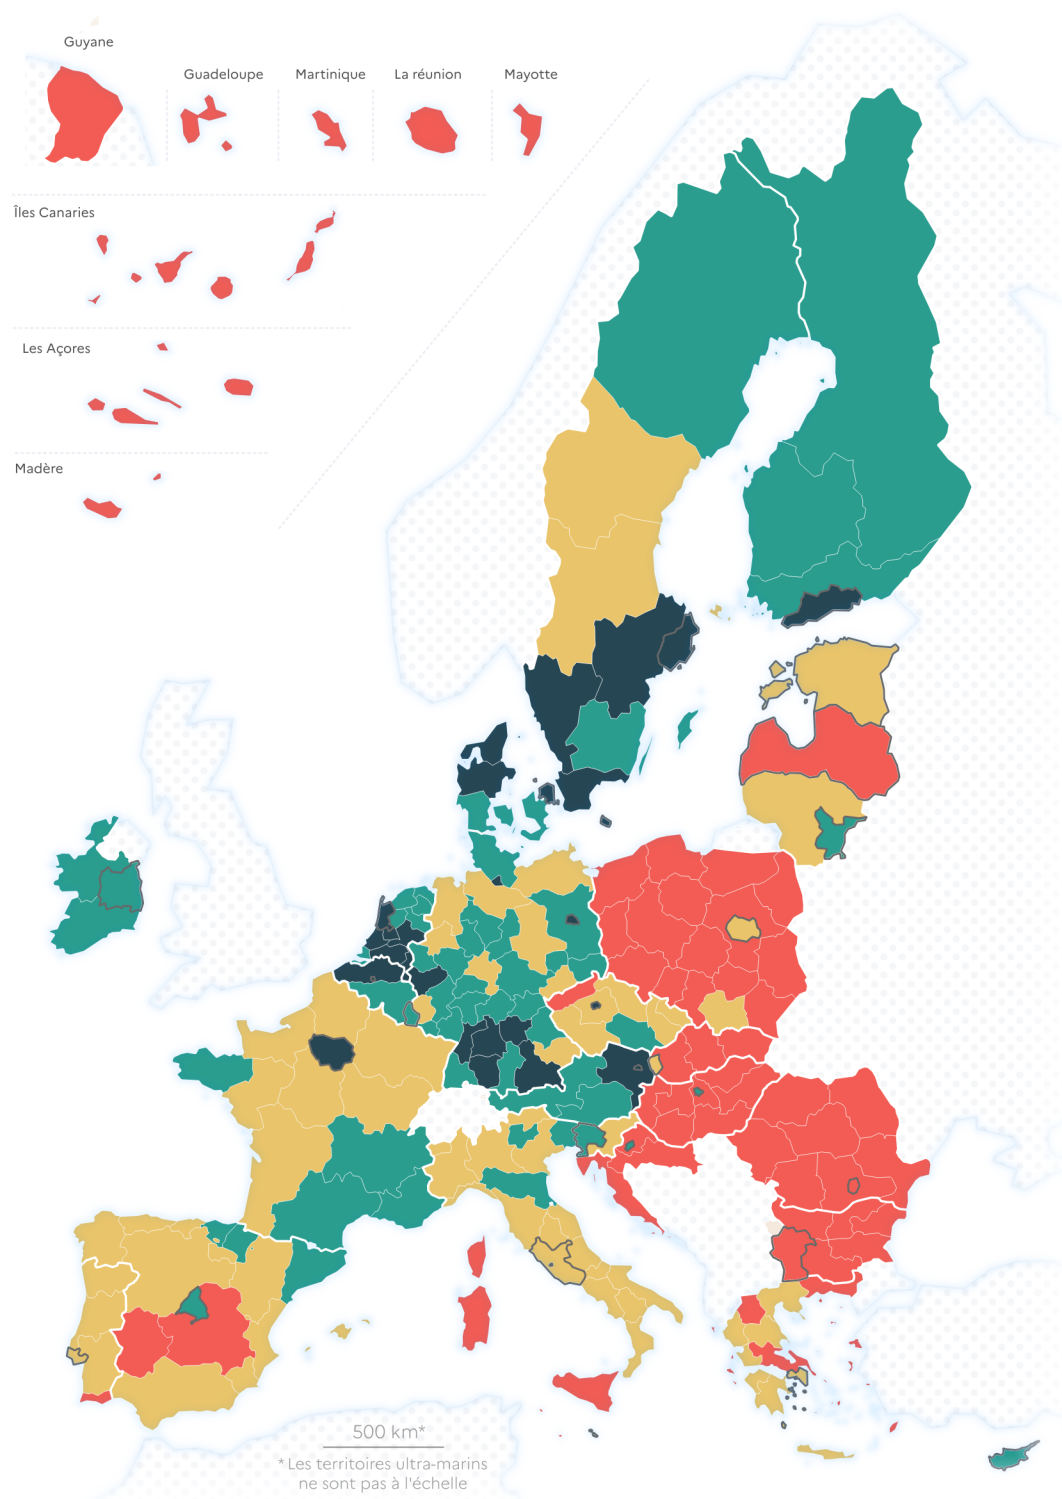 Guyane
Guadeloupe
Martinique
La réunion
Mayotte
Îles Canaries
Les Açores
Madère
500 km*
* Les territoires ultra-marins
ne sont pas à l'échelle